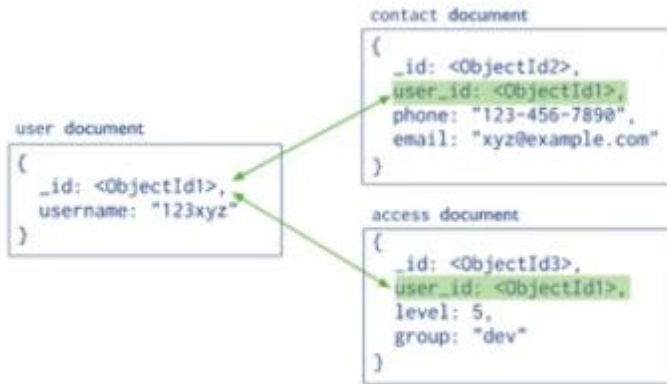 user document
{
_id: <ObjectId1>,
username: "123xyz"
}
contact document
{
_id: <ObjectId2>,
user_id: <ObjectId1>,
phone: "123-456-7890",
email: "xyz@example.com"
}
access document
{
_id: <ObjectId3>,
user_id: <ObjectId1>,
level: 5,
group: "dev"
}